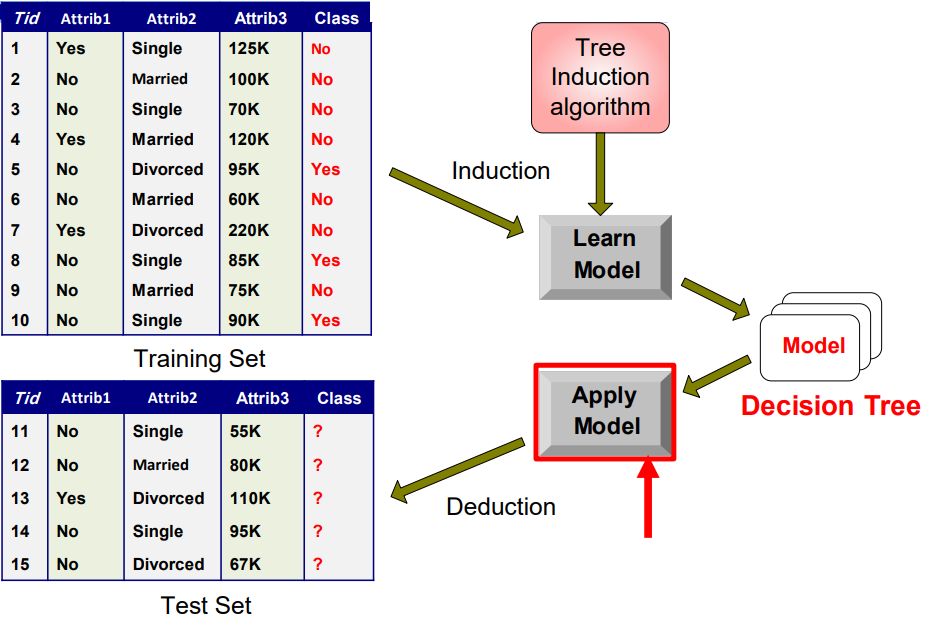 Tid Attrib1 Attrib2 Attrib3 Class
1 Yes Single 125K No
2 No Married 100K No
3 No Single 70K No
4 Yes Married 120K No
5 No Divorced 95K Yes
6 No Married 60K No
7 Yes Divorced 220K No
8 No Single 85K Yes
9 No Married 75K No
10 No Single 90K Yes
Training Set
Tree
Induction
algorithm
Induction
Learn
Model
Model
Decision Tree
Apply
Model
Deduction
Tid Attrib1 Attrib2 Attrib3 Class
11 No Single 55K ?
12 No Married 80K ?
13 Yes Divorced 110K ?
14 No Single 95K ?
15 No Divorced 67K ?
Test Set